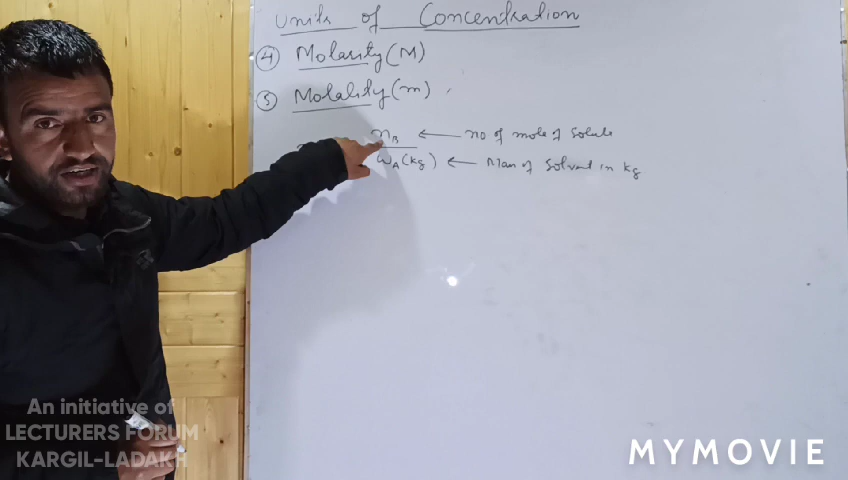 Units of Concentration
④ Molarity (M)
⑤ Molality (m)
nB ← no of mole of Solute
WA (kg) ← Mass of Solvent in kg
An initiative of
LECTURERS FORUM
KARGIL-LADAKH
MYMOVIE